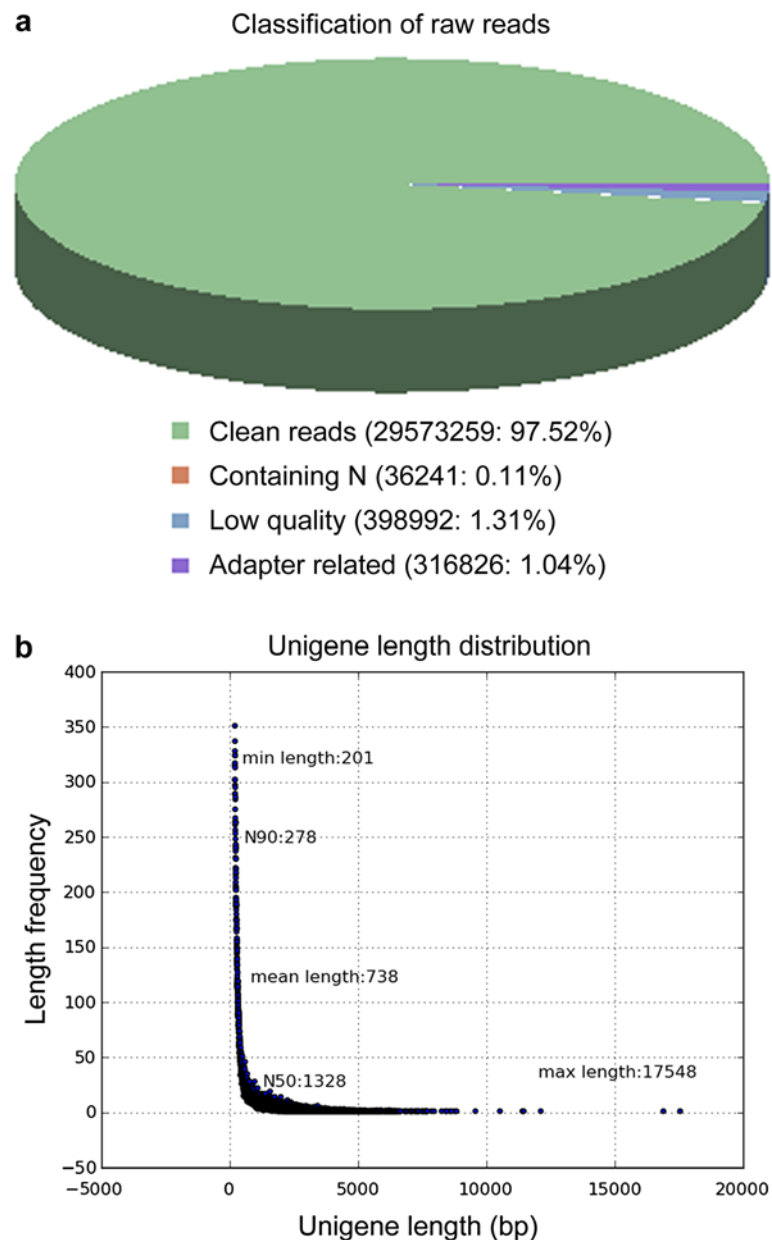 a
Classification of raw reads
Clean reads (29573259: 97.52%)
Containing N (36241: 0.11%)
Low quality (398992: 1.31%)
Adapter related (316826: 1.04%)
b
Unigene length distribution
400
350
300
250
200
150
100
50
0
−50
Length frequency
min length:201
N90:278
mean length:738
N50:1328
max length:17548
−5000 0 5000 10000 15000 20000
Unigene length (bp)